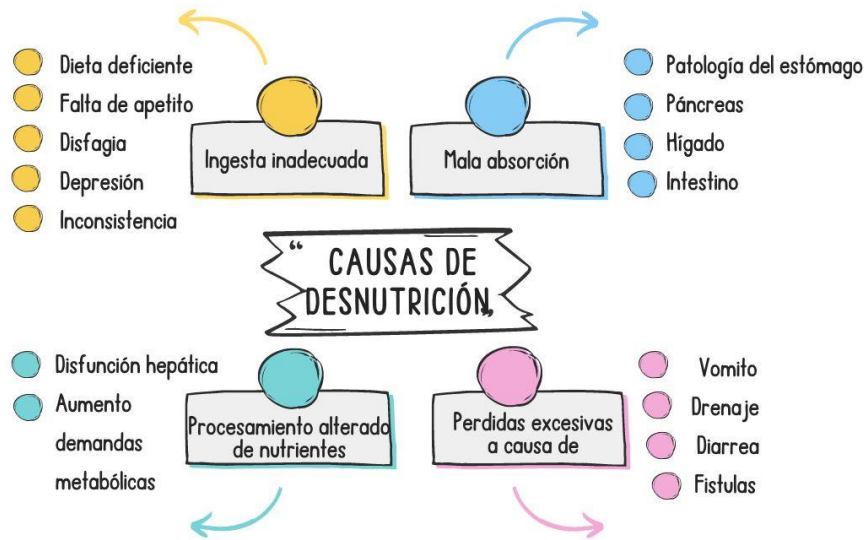 Dieta deficiente
Falta de apetito
Disfagia
Depresión
Inconsistencia
Ingesta inadecuada
Mala absorción
Patología del estómago
Páncreas
Hígado
Intestino
“ CAUSAS DE
DESNUTRICIÓN „
Disfunción hepática
Aumento
demandas
metabólicas
Procesamiento alterado
de nutrientes
Perdidas excesivas
a causa de
Vomito
Drenaje
Diarrea
Fistulas